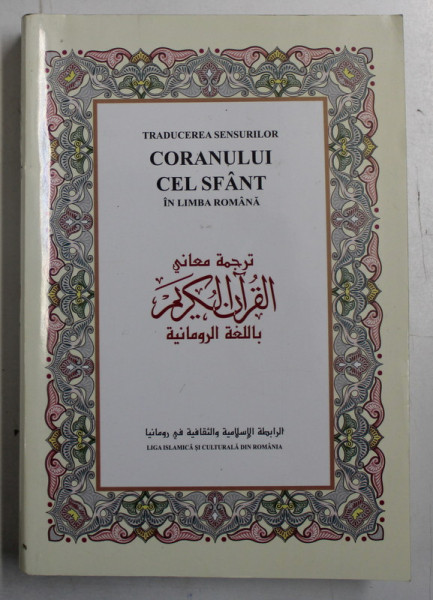 TRADUCEREA SENSURILOR
CORANULUI
CEL SFÂNT
ÎN LIMBA ROMÂNĂ
ترجمة معاني
القرآن الكريم
باللغة الرومانية
الرابطة الإسلامية والثقافية في رومانيا
LIGA ISLAMICĂ ȘI CULTURALĂ DIN ROMÂNIA